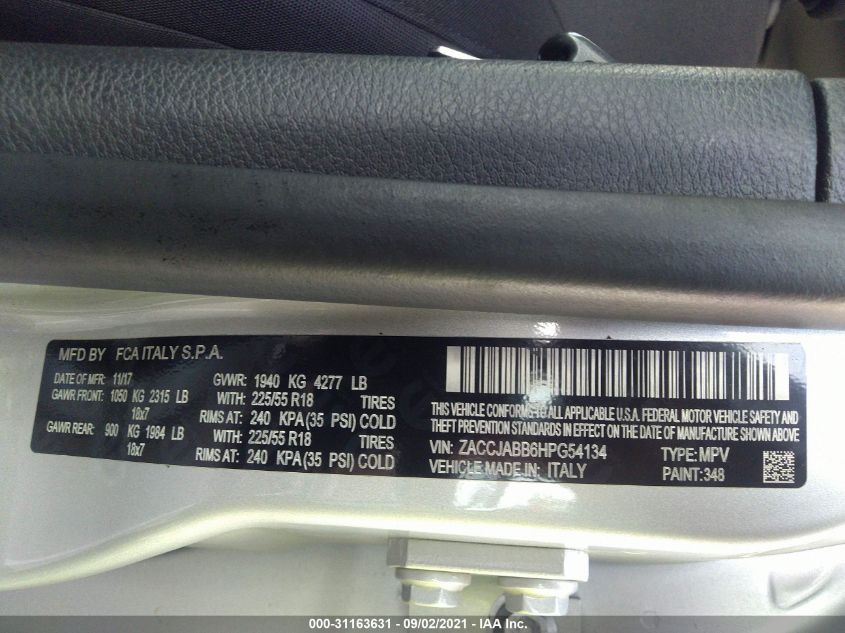 MFD BY FCA ITALY S.P.A.
DATE OF MFR: 11/17 GVWR: 1940 KG 4277 LB
GAWR FRONT: 1050 KG 2315 LB WITH: 225/55 R18 TIRES
18x7 RIMS AT: 240 KPA(35 PSI) COLD
GAWR REAR: 900 KG 1984 LB WITH: 225/55 R18 TIRES
18x7 RIMS AT: 240 KPA(35 PSI) COLD
THIS VEHICLE CONFORMS TO ALL APPLICABLE U.S.A. FEDERAL MOTOR VEHICLE SAFETY AND
THEFT PREVENTION STANDARDS IN EFFECT ON THE DATE OF MANUFACTURE SHOWN ABOVE.
VIN: ZACCJABB6HPG54134 TYPE: MPV
VEHICLE MADE IN: ITALY PAINT: 348
000-31163631 - 09/02/2021 - IAA Inc.